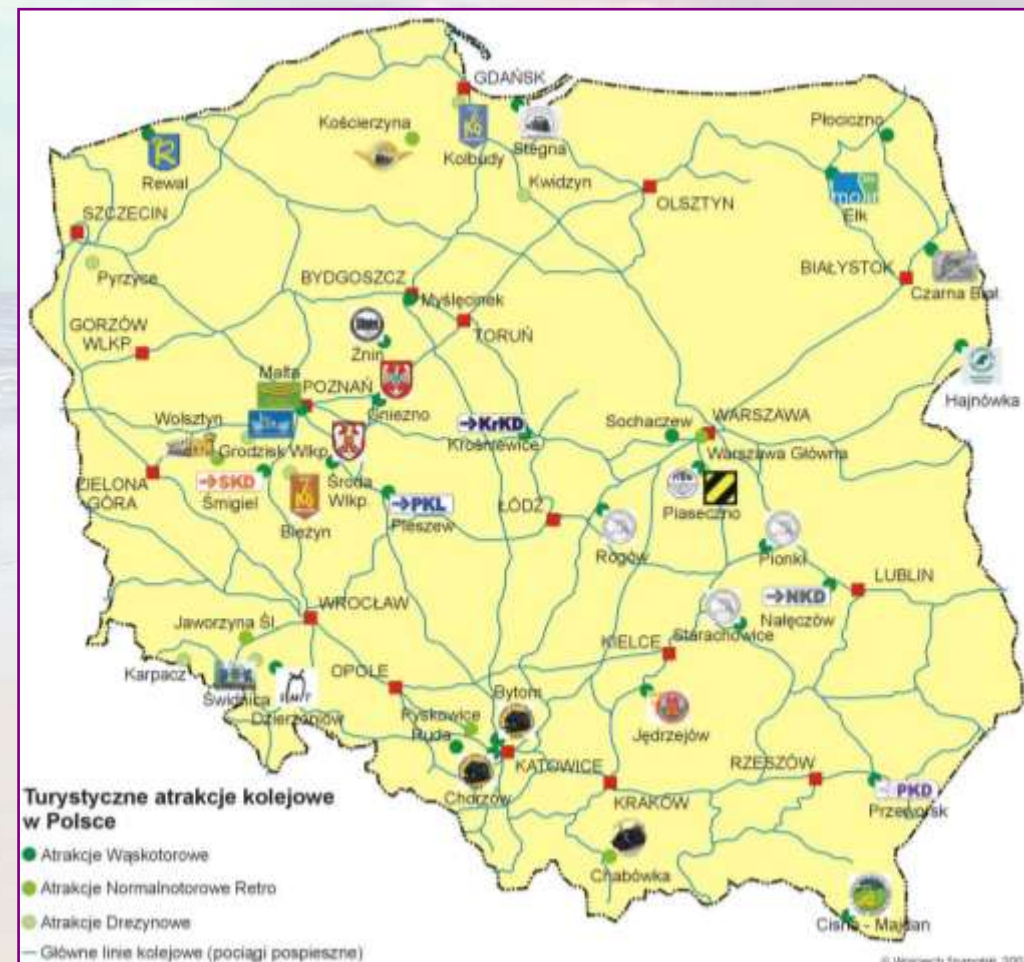 GDAŃSK
Kościerzyna
Kolbudy
Stegna
Płociczno
Rewal
Kwidzyn
OLSZTYN
Ełk
SZCZECIN
Pyrzyce
BYDGOSZCZ
Myślęcinek
BIAŁYSTOK
Czarna Biał.
GORZÓW
WLKP.
TORUŃ
Żnin
Malta
POZNAŃ
Gniezno
Hajnówka
Wolsztyn
Grodzisk Wlkp.
KrKD
Krośniewice
Sochaczew
WARSZAWA
Warszawa Główna
ZIELONA
GÓRA
SKD
Śmigiel
Bieżyn
Środa
Wlkp.
PKL
Pleszew
ŁÓDŹ
Rogów
Piaseczno
Pionki
LUBLIN
NKD
Nałęczów
WROCŁAW
Jaworzyna Śl.
KIELCE
Starachowice
Karpacz
Świdnica
Dzierżoniów
OPOLE
Pyskowice
Bytom
Ruda
Jędrzejów
KATOWICE
RZESZÓW
Chorzów
KRAKÓW
PKD
Przeworsk
Chabówka
Cisna - Majdan
Turystyczne atrakcje kolejowe
w Polsce
Atrakcje Wąskotorowe
Atrakcje Normalnotorowe Retro
Atrakcje Drezynowe
Główne linie kolejowe (pociągi pospieszne)
© Wojciech